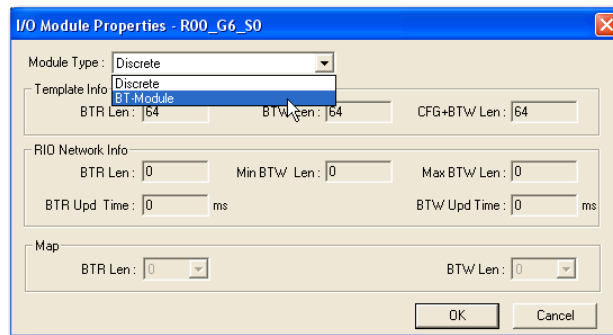 I/O Module Properties - R00_G6_S0
Module Type : Discrete
Discrete
BT-Module
Template Info
BTR Len : 64 BTW Len : 64 CFG+BTW Len : 64
RIO Network Info
BTR Len : 0 Min BTW Len : 0 Max BTW Len : 0
BTR Upd Time : 0 ms BTW Upd Time : 0 ms
Map
BTR Len : 0 BTW Len : 0
OK Cancel